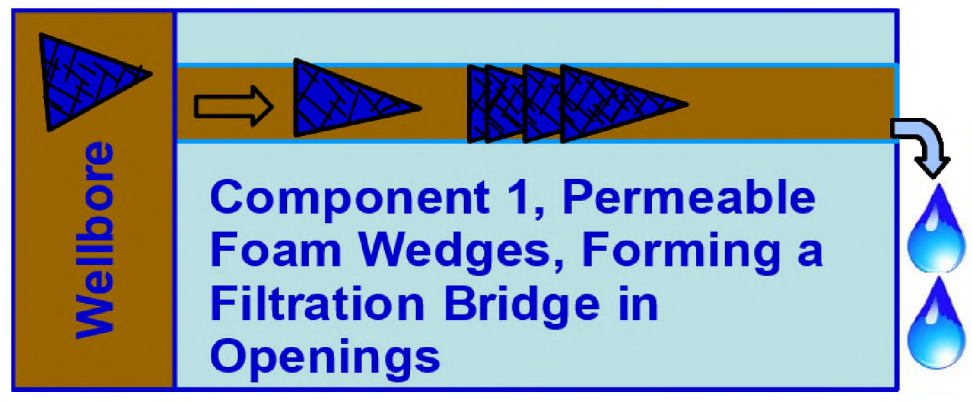 Wellbore
Component 1, Permeable
Foam Wedges, Forming a
Filtration Bridge in
Openings